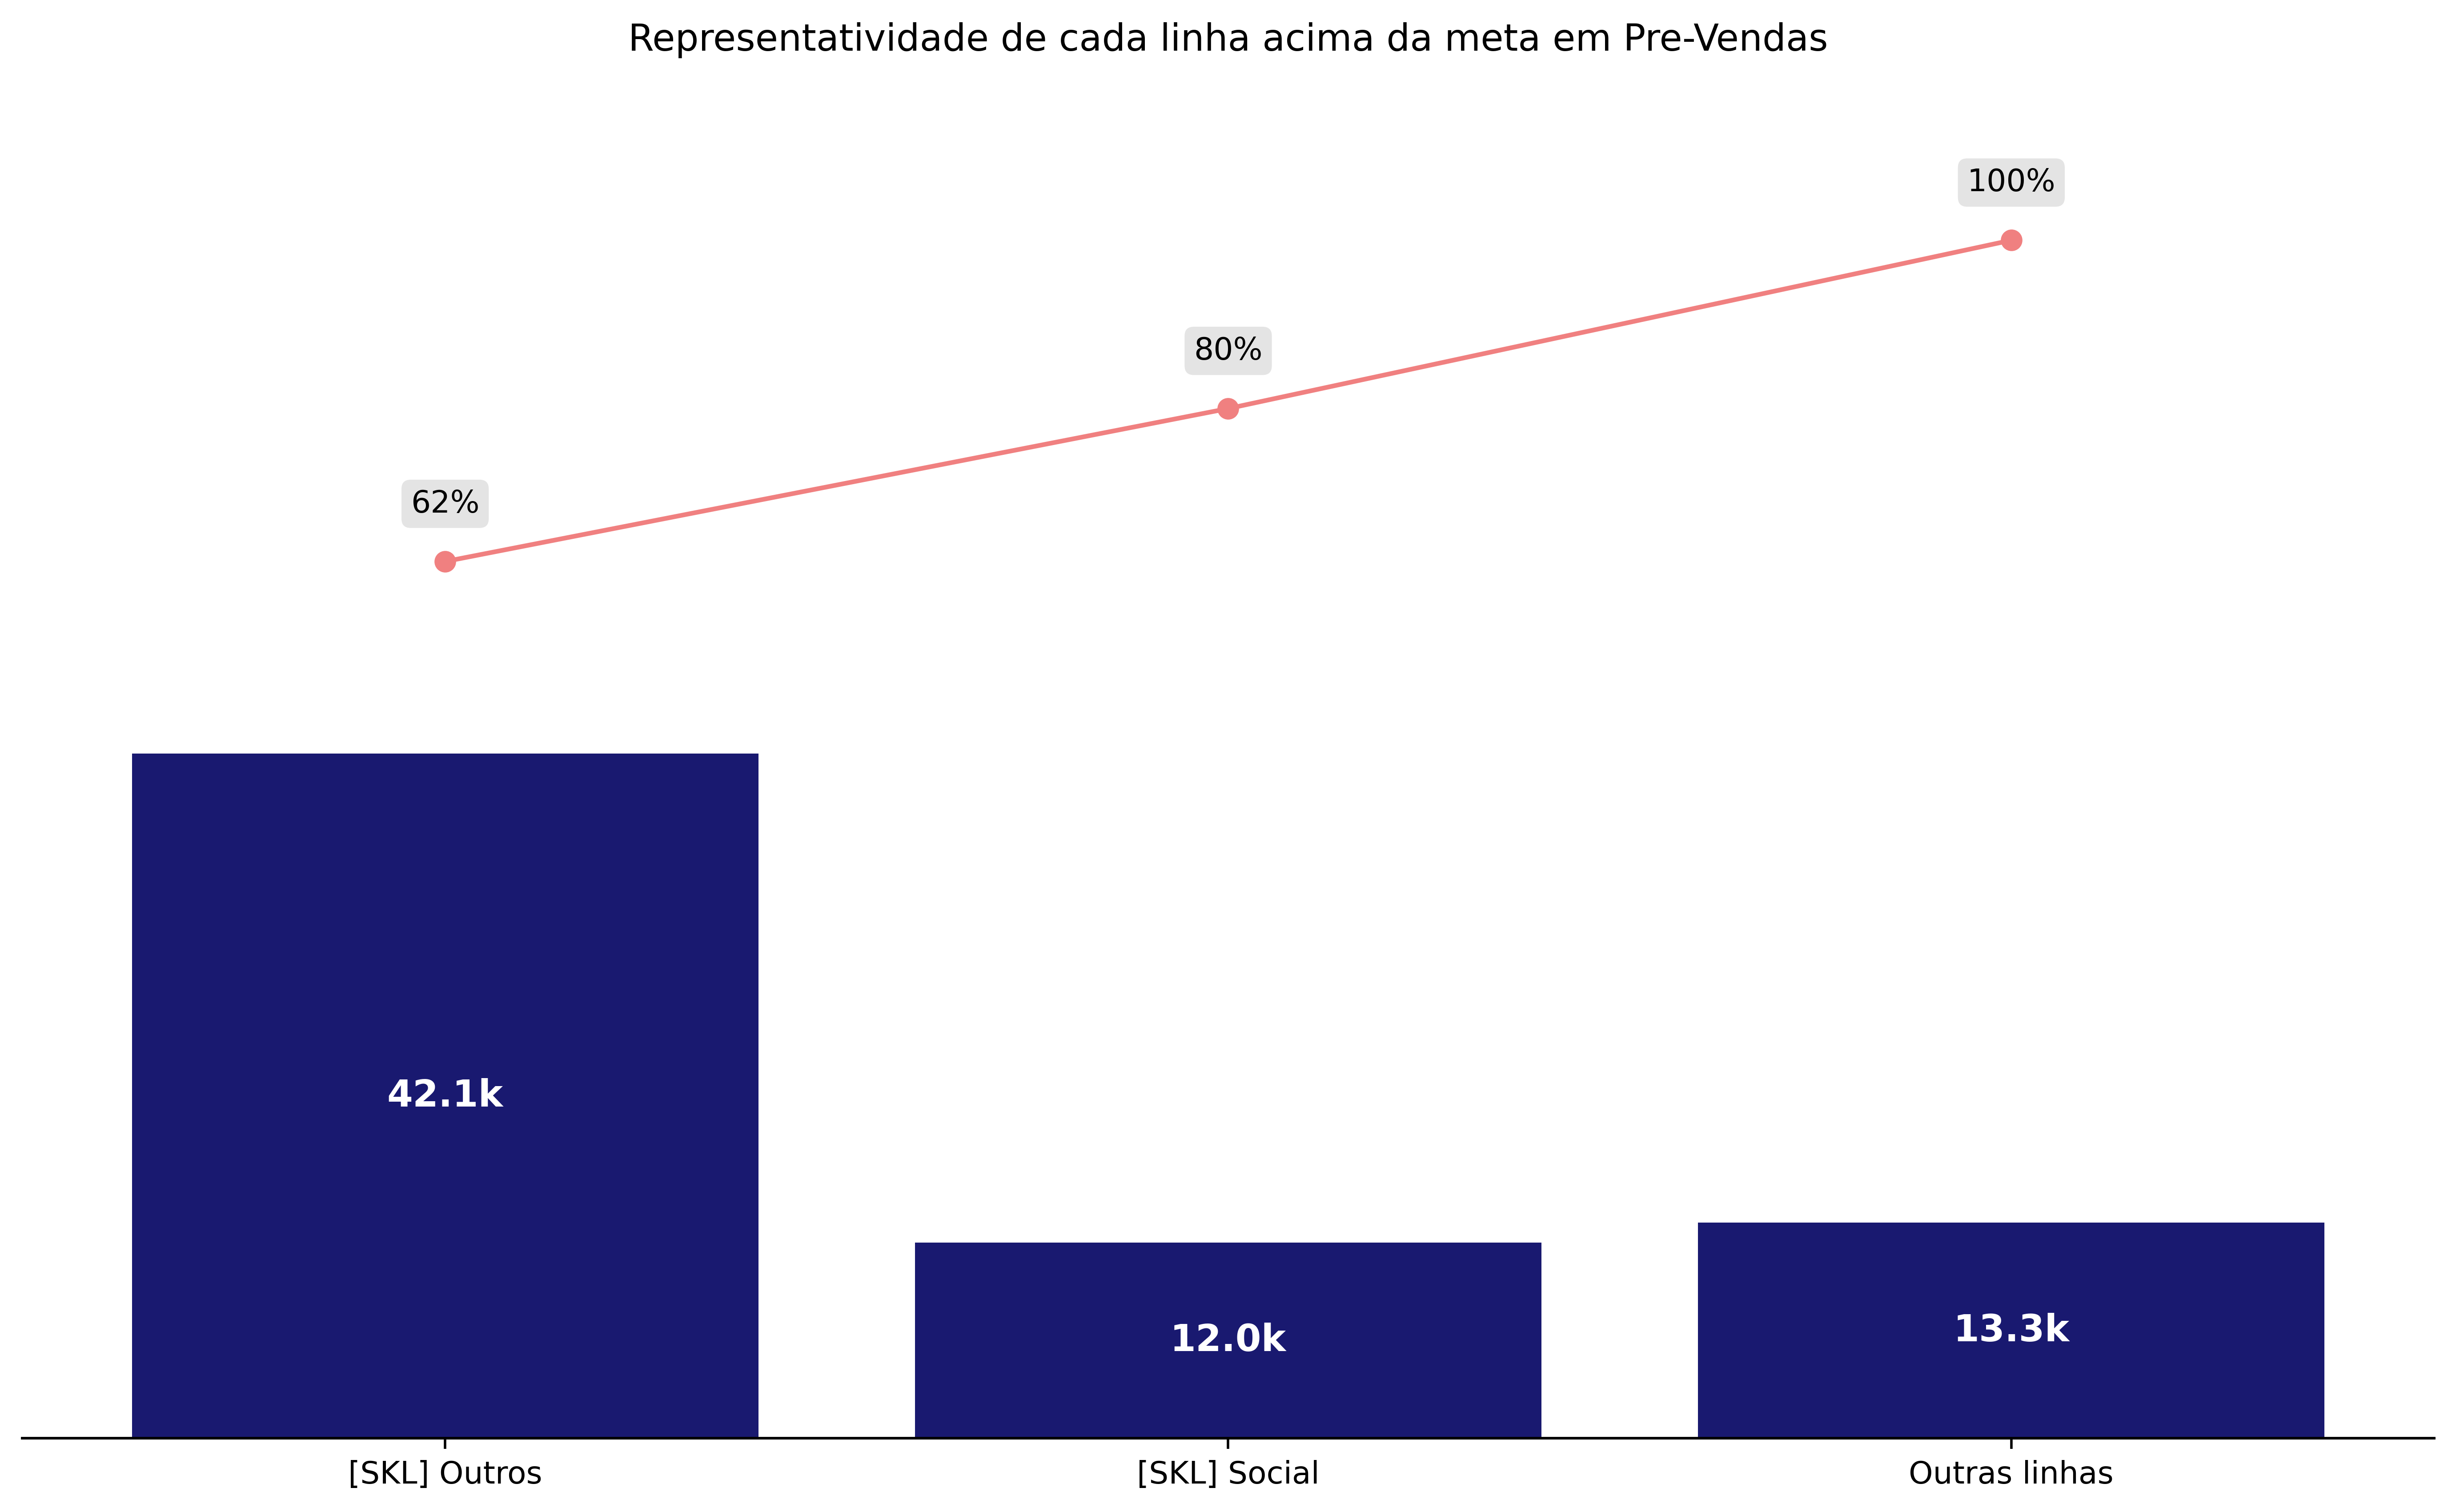 Representatividade de cada linha acima da meta em Pre-Vendas
100%
80%
62%
42.1k
12.0k
13.3k
[SKL] Outros
[SKL] Social
Outras linhas